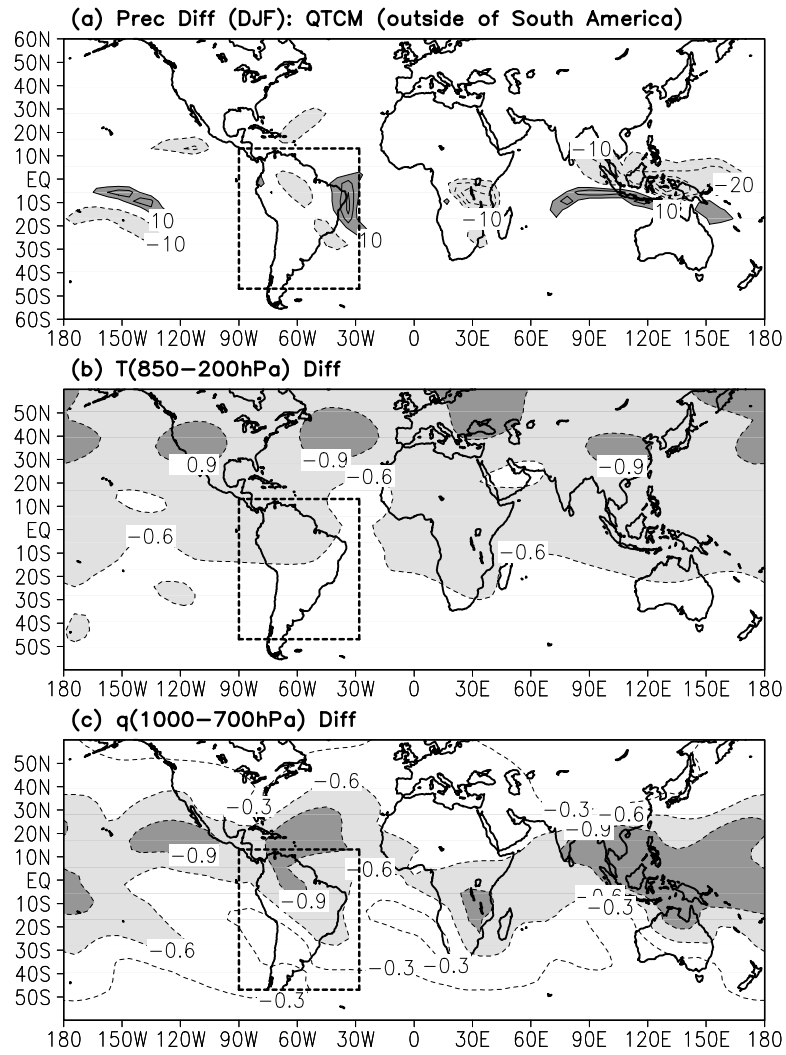 (a) Prec Diff (DJF): QTCM (outside of South America)
60N
50N
40N
30N
20N
10N
EQ
10S
20S
30S
40S
50S
60S
−10
−20
10
−10
−10
10
10
180 150W 120W 90W 60W 30W 0 30E 60E 90E 120E 150E 180
(b) T(850−200hPa) Diff
50N
40N
30N
20N
10N
EQ
10S
20S
30S
40S
50S
0.9
−0.9
−0.6
−0.9
−0.6
−0.6
180 150W 120W 90W 60W 30W 0 30E 60E 90E 120E 150E 180
(c) q(1000−700hPa) Diff
50N
40N
30N
20N
10N
EQ
10S
20S
30S
40S
50S
−0.6
−0.3
−0.3
−0.6
−0.9
−0.9
−0.6
−0.9
−0.6
−0.3
−0.6
−0.3
−0.3
−0.3
180 150W 120W 90W 60W 30W 0 30E 60E 90E 120E 150E 180